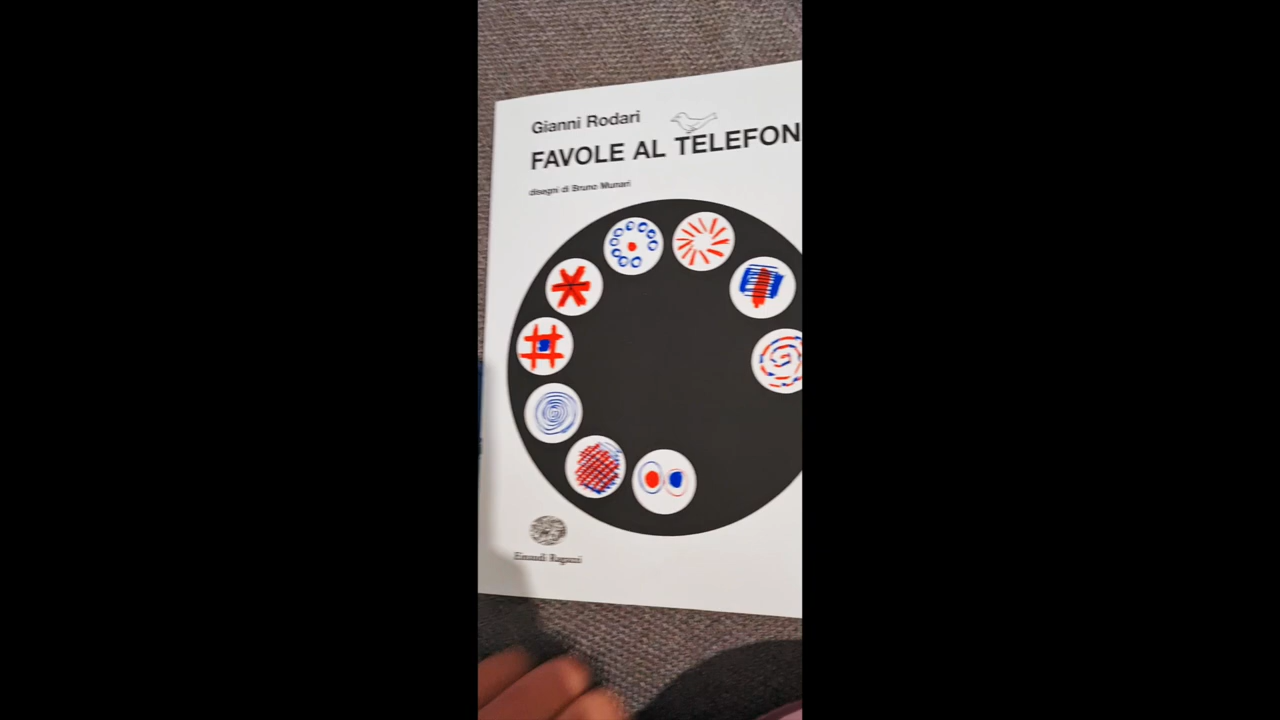 Gianni Rodari
FAVOLE AL TELEFON
disegni di Bruno Munari
Einaudi Ragazzi